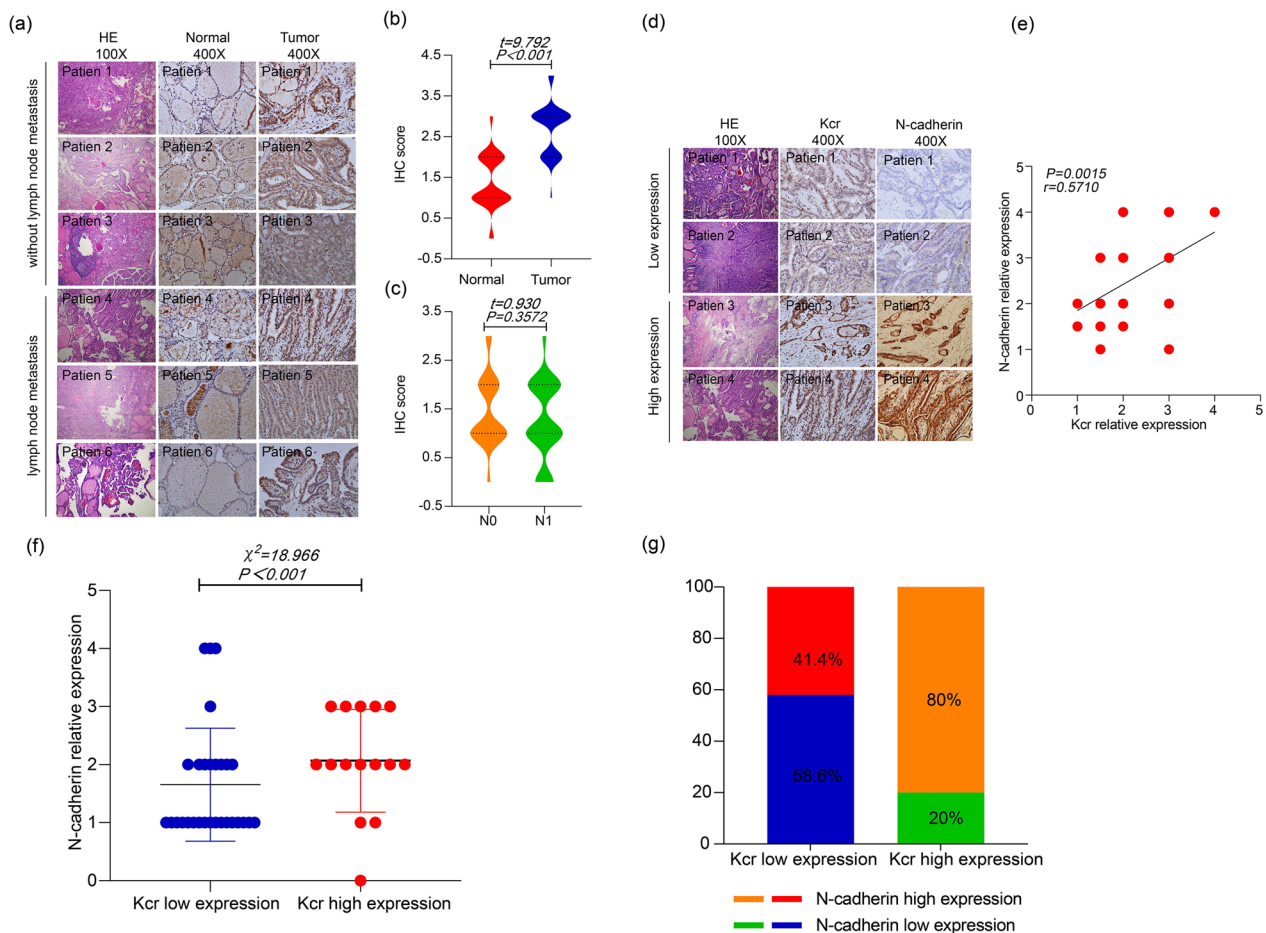 (a)
HE
100X
Normal
400X
Tumor
400X
without lymph node metastasis
lymph node metastasis
Patien 1
Patien 1
Patien 1
Patien 2
Patien 2
Patien 2
Patien 3
Patien 3
Patien 3
Patien 4
Patien 4
Patien 4
Patien 5
Patien 5
Patien 5
Patien 6
Patien 6
Patien 6
(b)
t=9.792
P<0.001
IHC score
4.5
3.5
2.5
1.5
0.5
-0.5
Normal
Tumor
(c)
t=0.930
P=0.3572
IHC score
3.5
2.5
1.5
0.5
-0.5
N0
N1
(d)
HE
100X
Kcr
400X
N-cadherin
400X
Low expression
High expression
Patien 1
Patien 1
Patien 1
Patien 2
Patien 2
Patien 2
Patien 3
Patien 3
Patien 3
Patien 4
Patien 4
Patien 4
(e)
P=0.0015
r=0.5710
N-cadherin relative expression
5
4
3
2
1
0
0
1
2
3
4
5
Kcr relative expression
(f)
χ²=18.966
P<0.001
N-cadherin relative expression
5
4
3
2
1
0
Kcr low expression
Kcr high expression
(g)
100
80
60
40
20
0
41.4%
58.6%
80%
20%
Kcr low expression
Kcr high expression
N-cadherin high expression
N-cadherin low expression